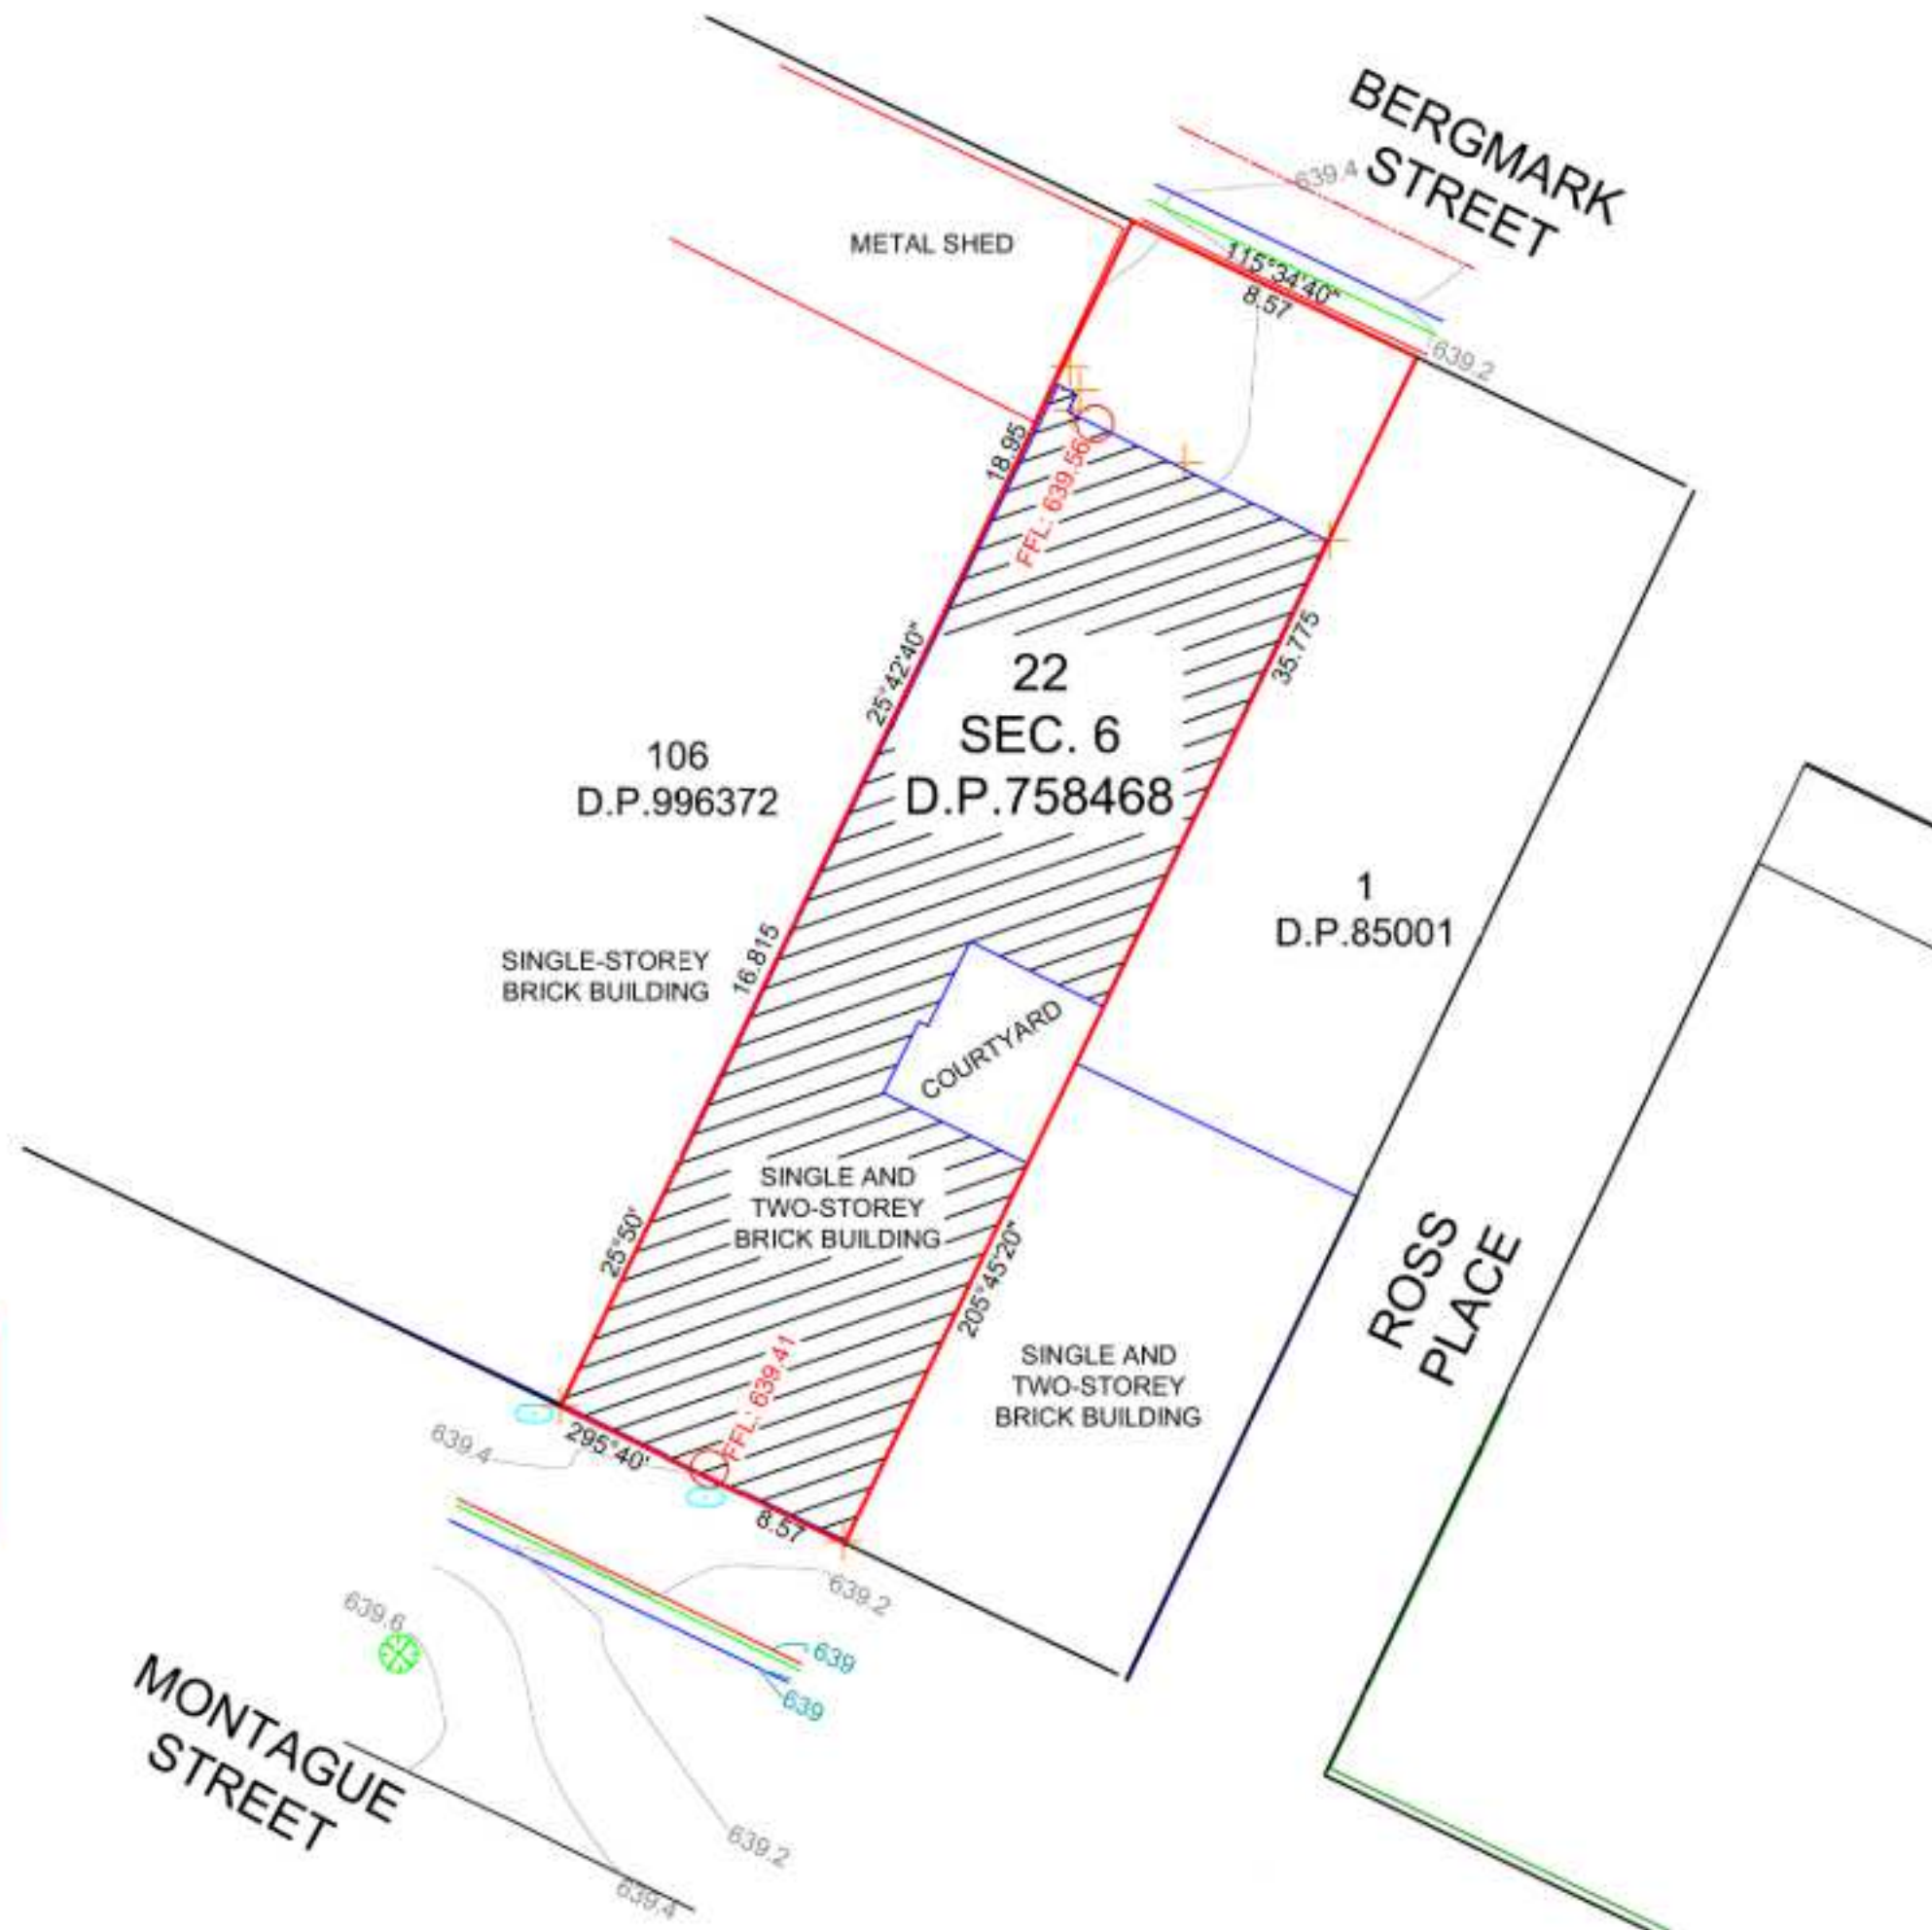 BERGMARK
STREET
639.4
METAL SHED
115°34'40"
8.57
639.2
18.95
FFL: 639.56
35.775
25°42'40"
22
SEC. 6
D.P.758468
106
D.P.996372
1
D.P.85001
16.815
SINGLE-STOREY
BRICK BUILDING
COURTYARD
SINGLE AND
TWO-STOREY
BRICK BUILDING
25°50'
205°45'20"
ROSS
PLACE
FFL: 639.41
SINGLE AND
TWO-STOREY
BRICK BUILDING
639.4
295°40'
8.57
639.2
639.6
639
639
MONTAGUE
STREET
639.2
639.4